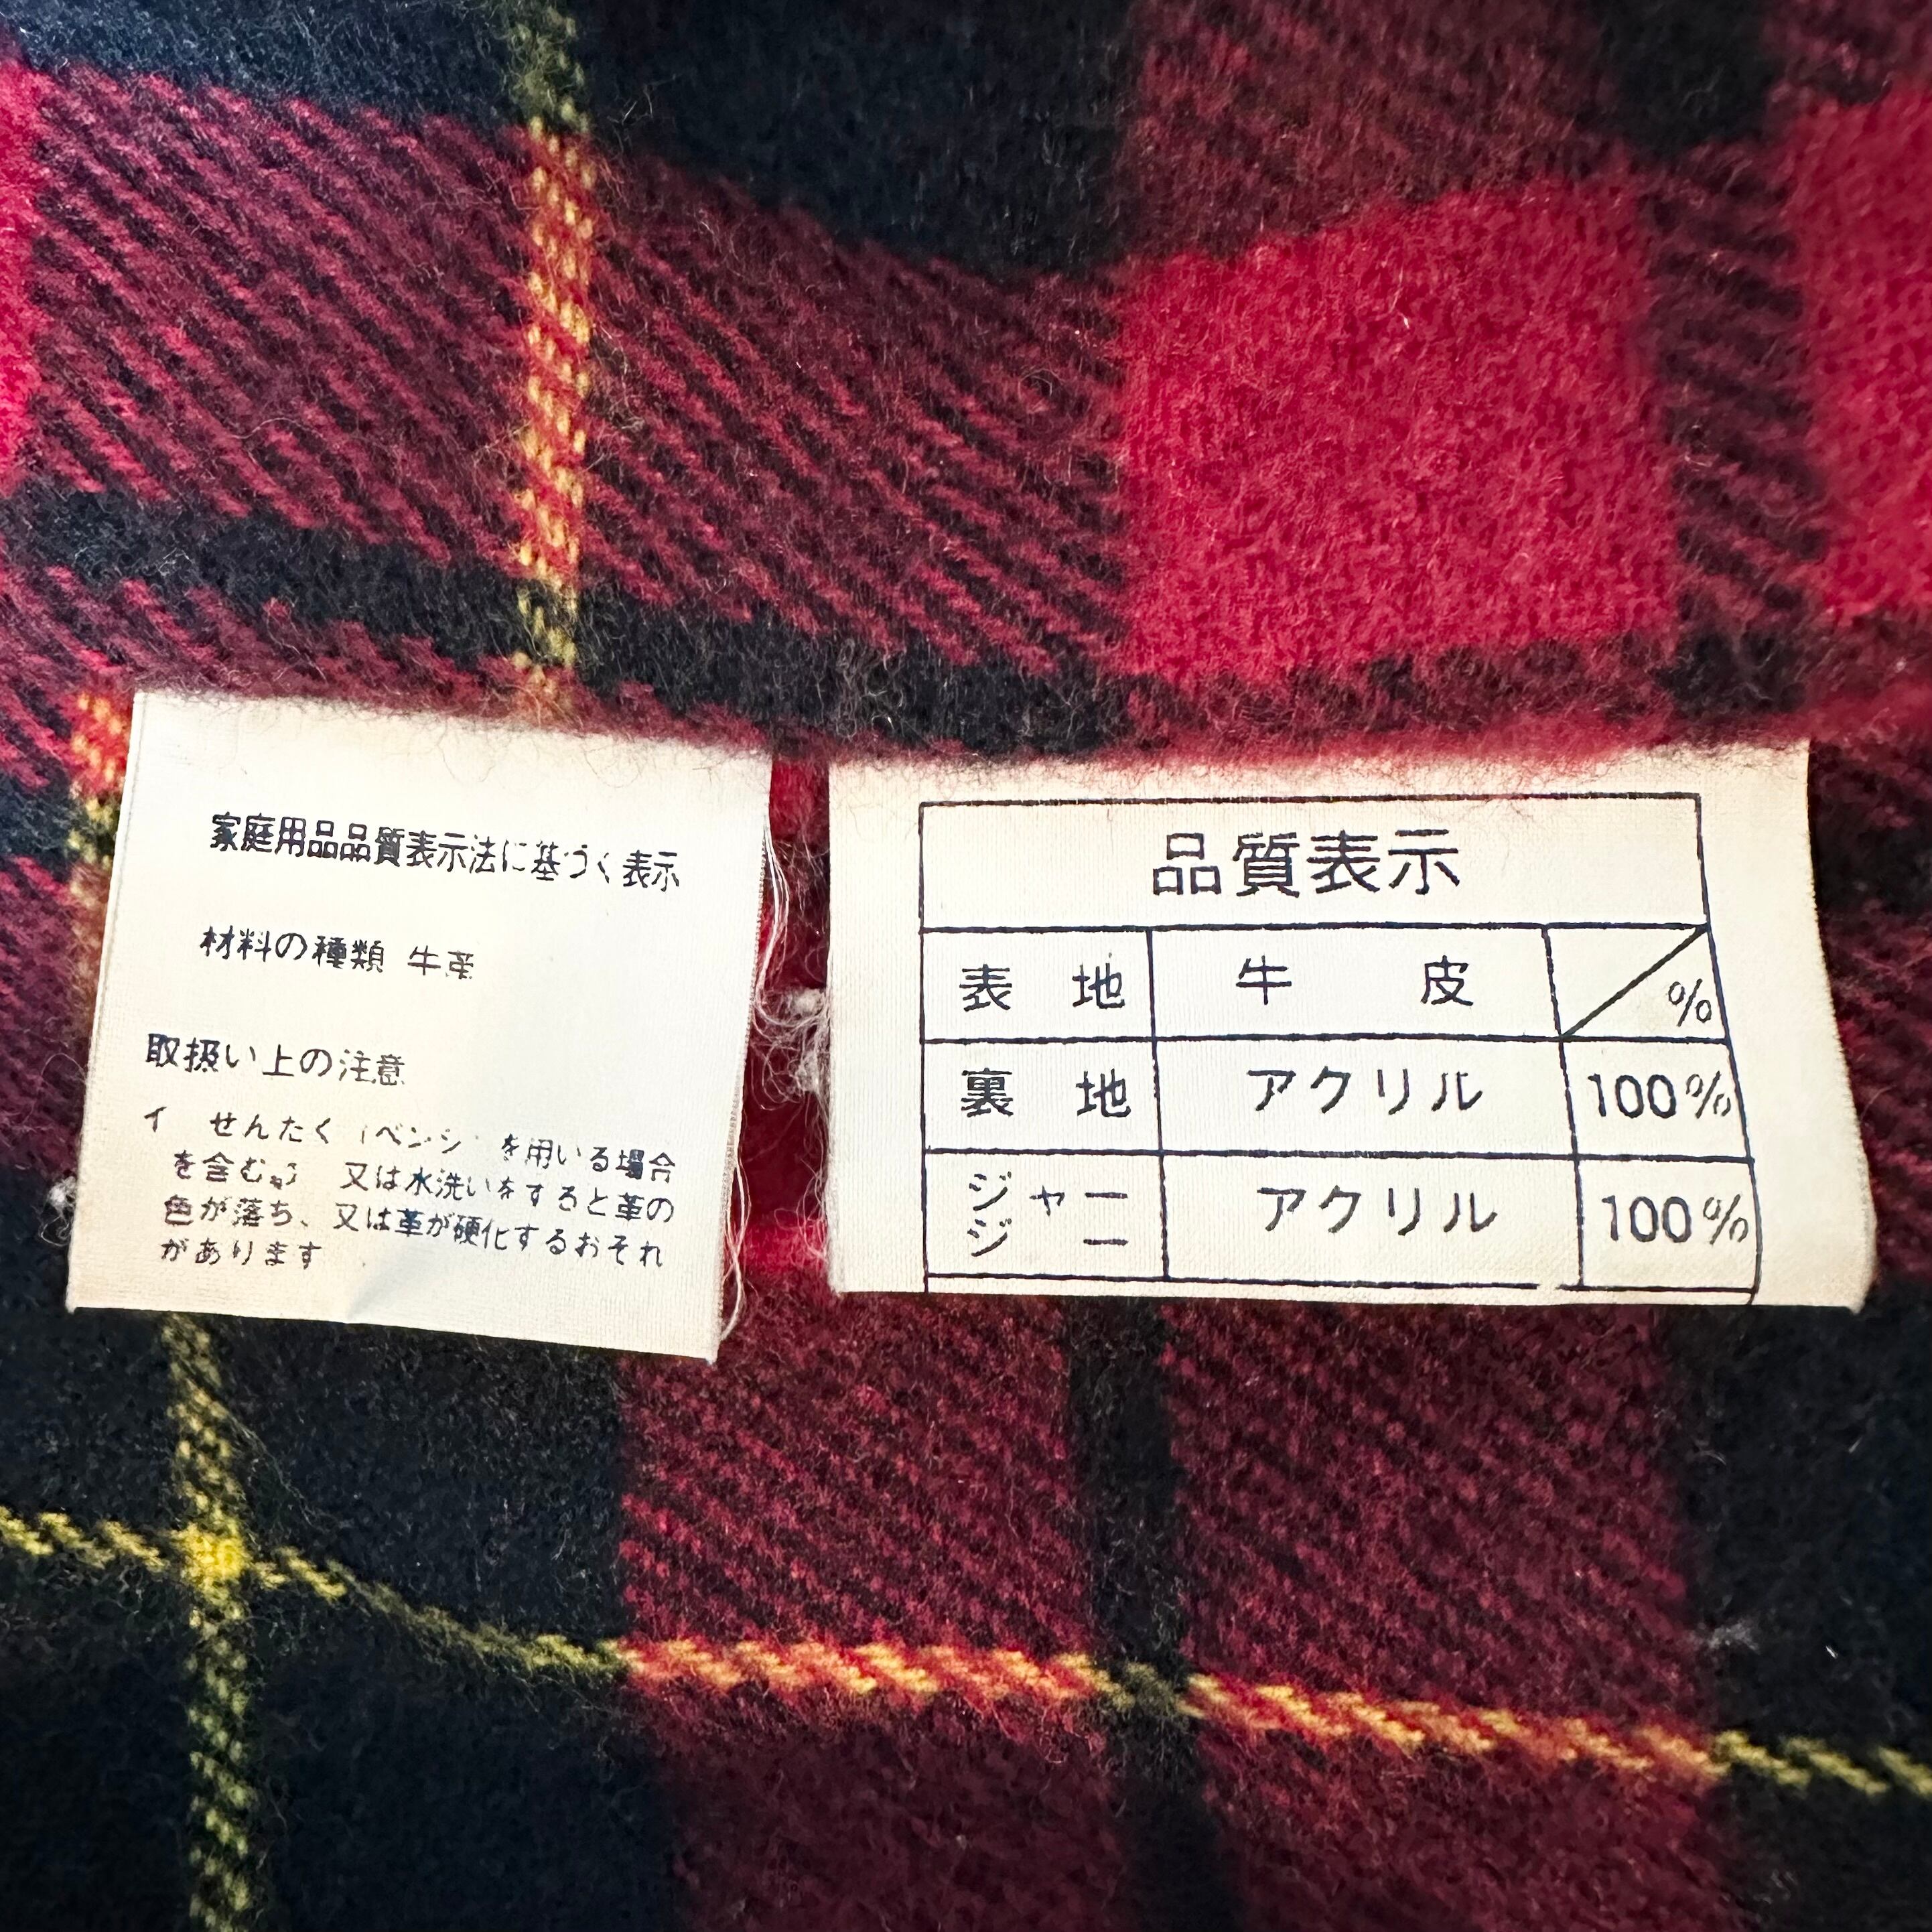 家庭用品品質表示法に基づく表示
材料の種類 牛革
取扱い上の注意
イ せんたく(ベンジ を用いる場合
を含む。) 又は水洗いをすると革の
色が落ち、又は革が硬化するおそれ
があります
品質表示
表 地 牛 皮 %
裏 地 アクリル 100%
ジャージ ニニ アクリル 100%